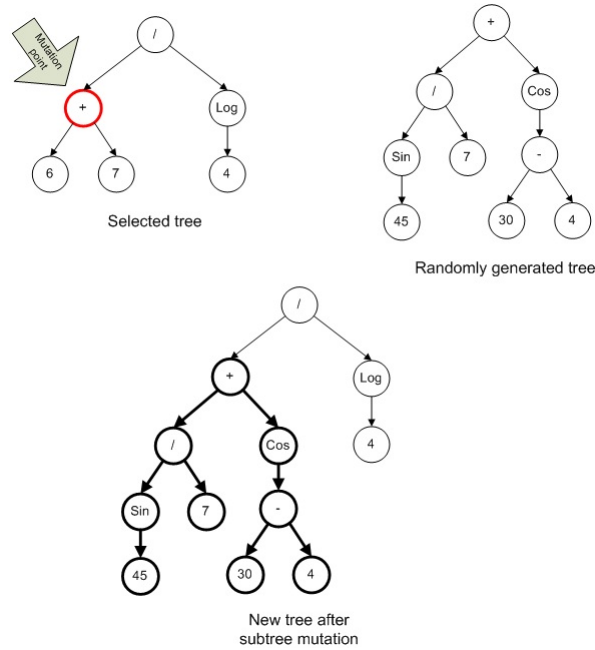 Mutation
point
/
+
Log
6
7
4
Selected tree
+
/
Cos
Sin
7
-
45
30
4
Randomly generated tree
/
+
Log
/
Cos
4
Sin
7
-
45
30
4
New tree after
subtree mutation